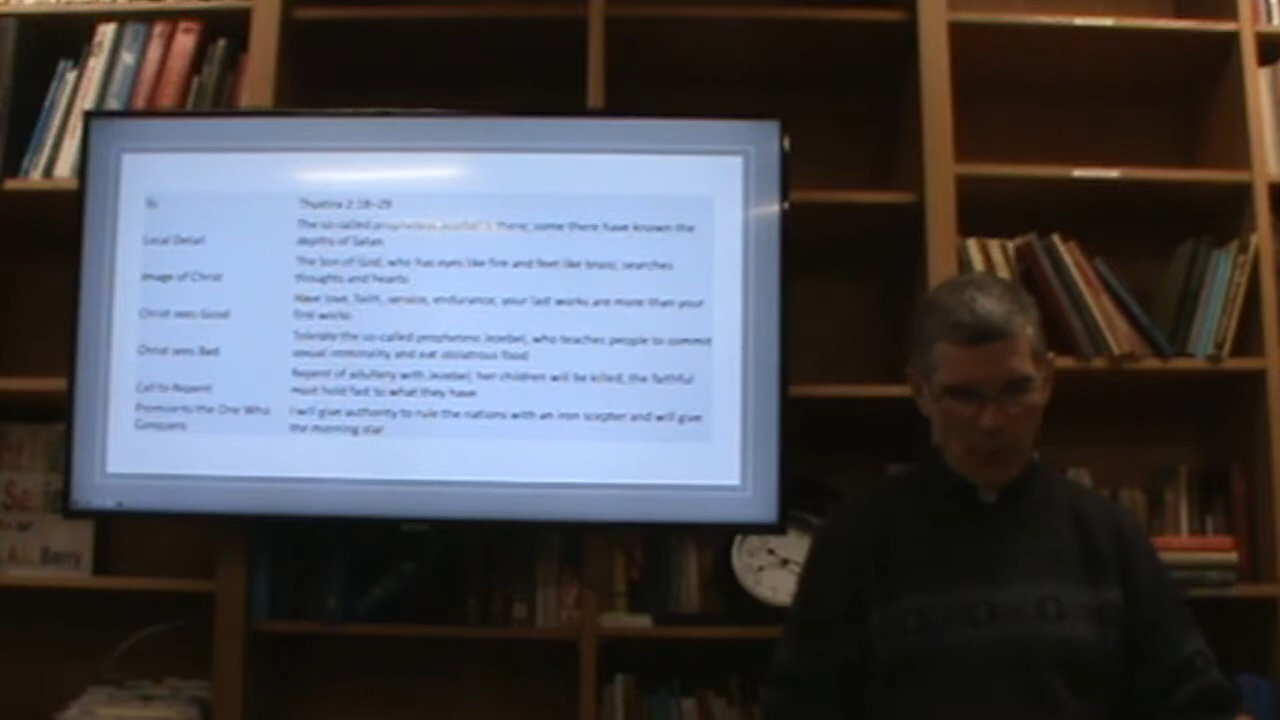 To Thyatira 2:18–29
The so-called prophetess Jezebel is there; some there have known the
Local Detail depths of Satan
The Son of God, who has eyes like fire and feet like brass, searches
Image of Christ thoughts and hearts
Have love, faith, service, endurance; your last works are more than your
Christ sees Good first works
Tolerate the so-called prophetess Jezebel, who teaches people to commit
Christ sees Bad sexual immorality and eat idolatrous food
Repent of adultery with Jezebel; her children will be killed; the faithful
Call to Repent must hold fast to what they have
Promise to the One Who I will give authority to rule the nations with an iron scepter and will give
Conquers the morning star
Berry